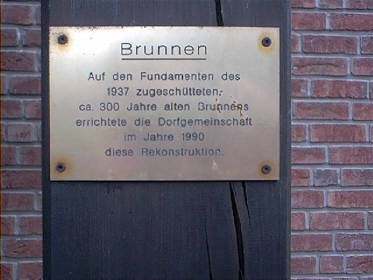 Brunnen
Auf den Fundamenten des
1937 zugeschütteten,
ca. 300 Jahre alten Brunnens
errichtete die Dorfgemeinschaft
im Jahre 1990
diese Rekonstruktion.